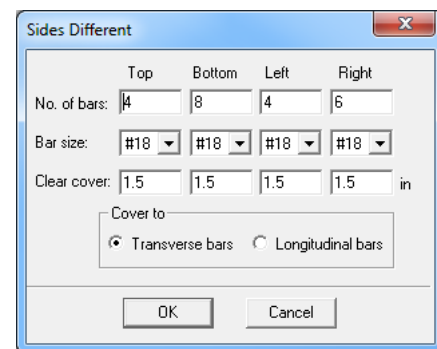 Sides Different
Top Bottom Left Right
No. of bars: 4 8 4 6
Bar size: #18 #18 #18 #18
Clear cover: 1.5 1.5 1.5 1.5 in
Cover to
Transverse bars Longitudinal bars
OK Cancel